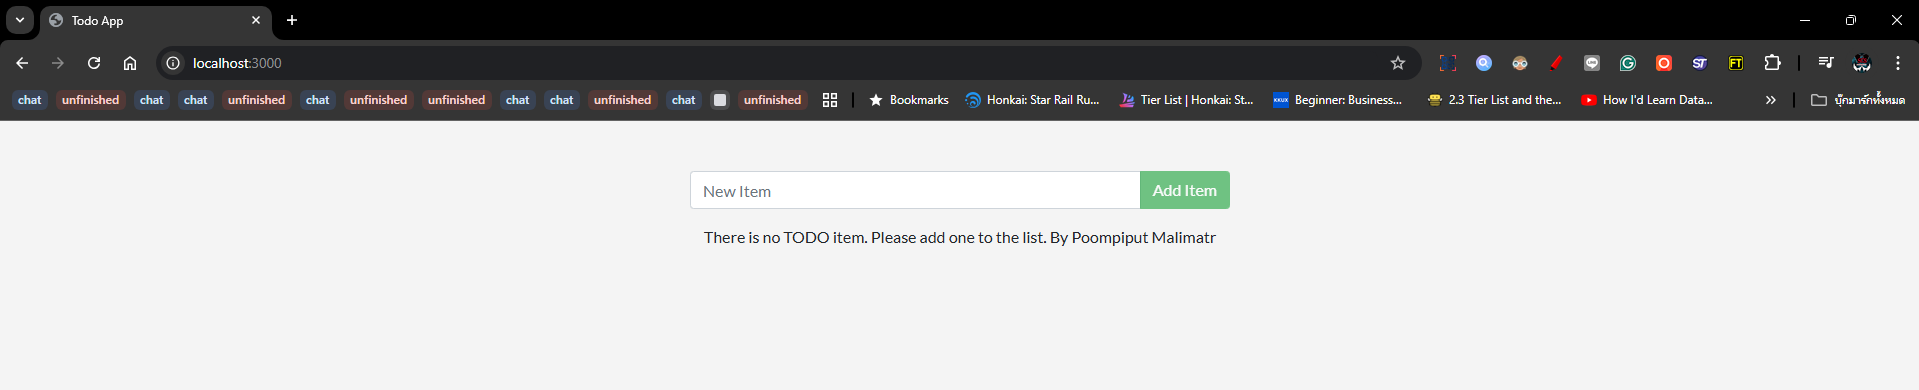 Todo App
localhost:3000
chat unfinished chat chat unfinished chat unfinished unfinished chat chat unfinished chat unfinished Bookmarks Honkai: Star Rail Ru... Tier List | Honkai: St... KKUX Beginner: Business... 2.3 Tier List and the... How I'd Learn Data... บุ๊กมาร์กทั้งหมด
New Item Add Item
There is no TODO item. Please add one to the list. By Poompiput Malimatr